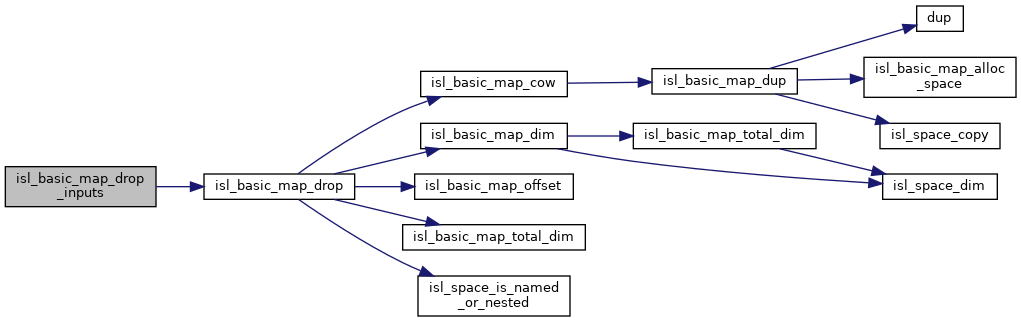 isl_basic_map_drop
_inputs
isl_basic_map_drop
isl_basic_map_cow
isl_basic_map_dim
isl_basic_map_offset
isl_basic_map_total_dim
isl_space_is_named
_or_nested
isl_basic_map_dup
isl_basic_map_total_dim
dup
isl_basic_map_alloc
_space
isl_space_copy
isl_space_dim